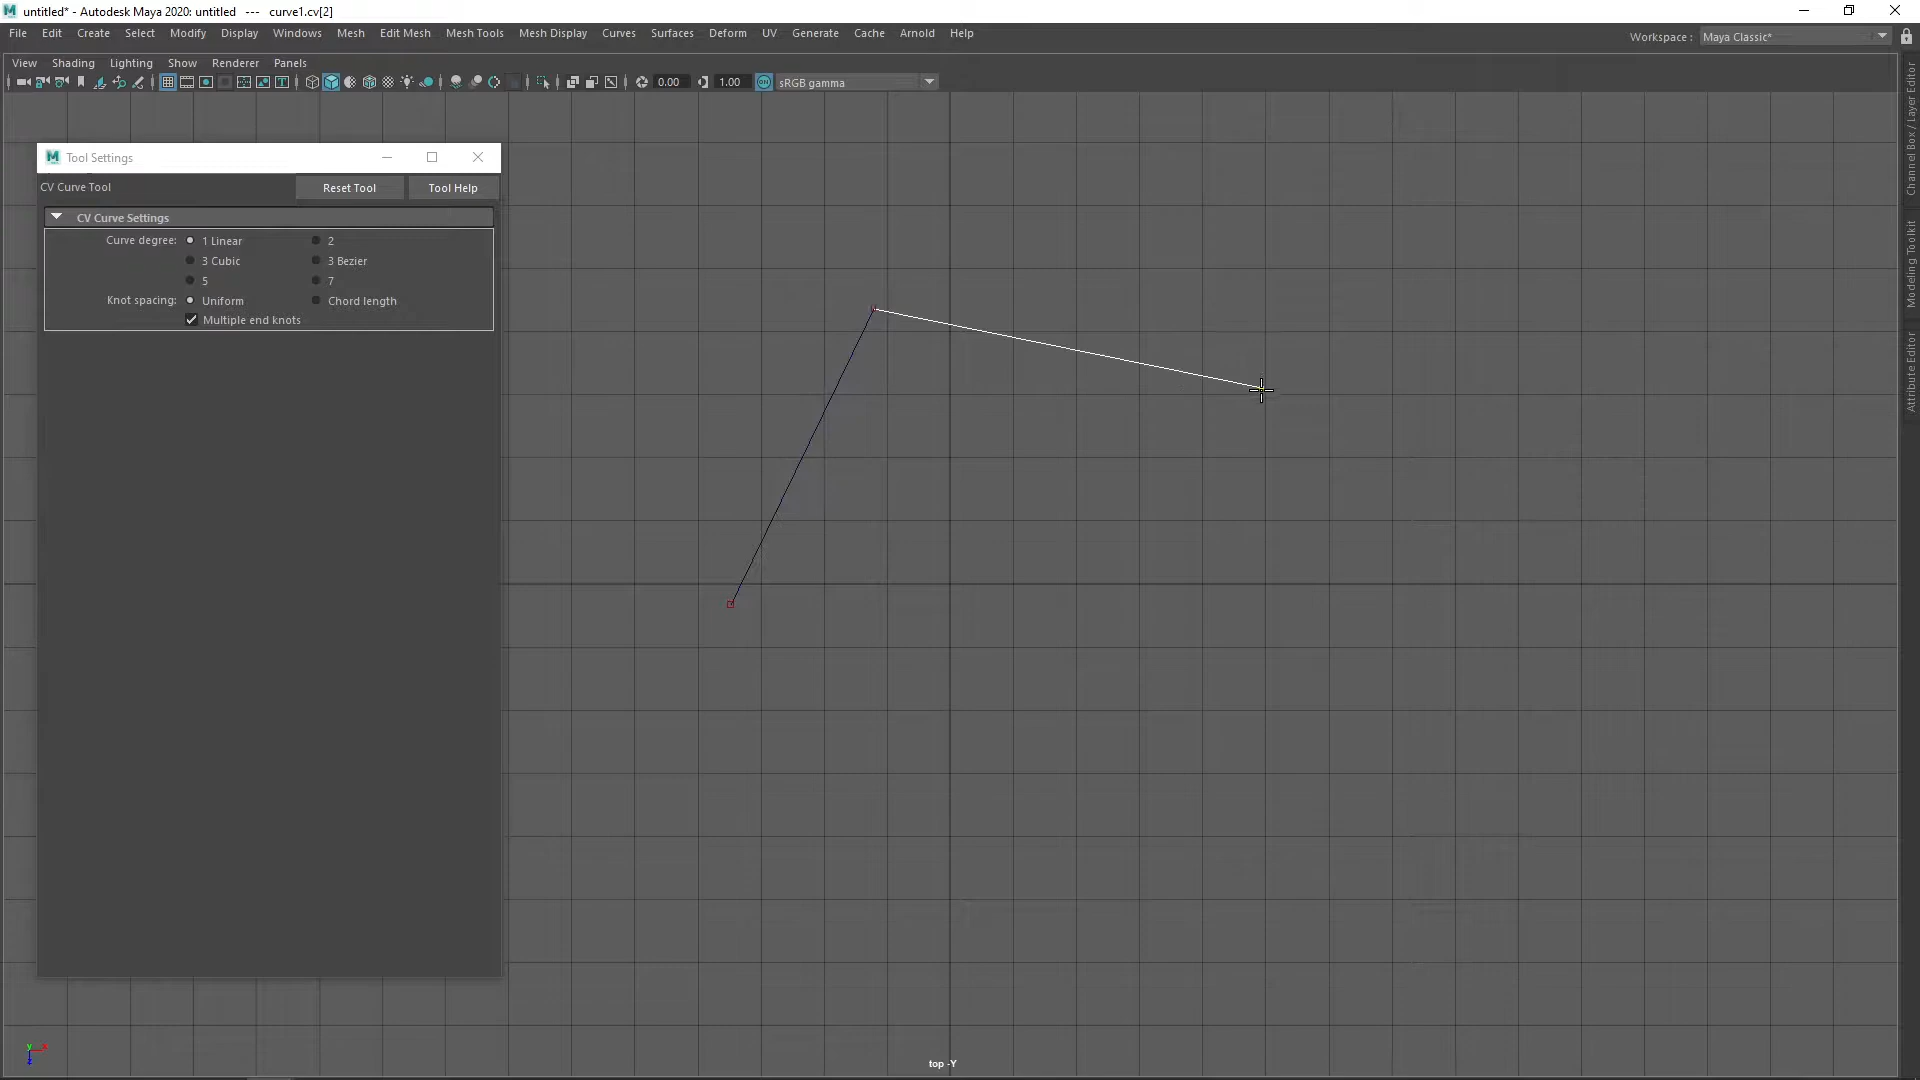 untitled* - Autodesk Maya 2020: untitled --- curve1.cv[2]
File Edit Create Select Modify Display Windows Mesh Edit Mesh Mesh Tools Mesh Display Curves Surfaces Deform UV Generate Cache Arnold Help
Workspace : Maya Classic*
View Shading Lighting Show Renderer Panels
0.00 1.00 ON sRGB gamma
Tool Settings
CV Curve Tool Reset Tool Tool Help
CV Curve Settings
Curve degree: 1 Linear 2
3 Cubic 3 Bezier
5 7
Knot spacing: Uniform Chord length
Multiple end knots
Channel Box / Layer Editor
Modeling Toolkit
Attribute Editor
y x
z
top -Y